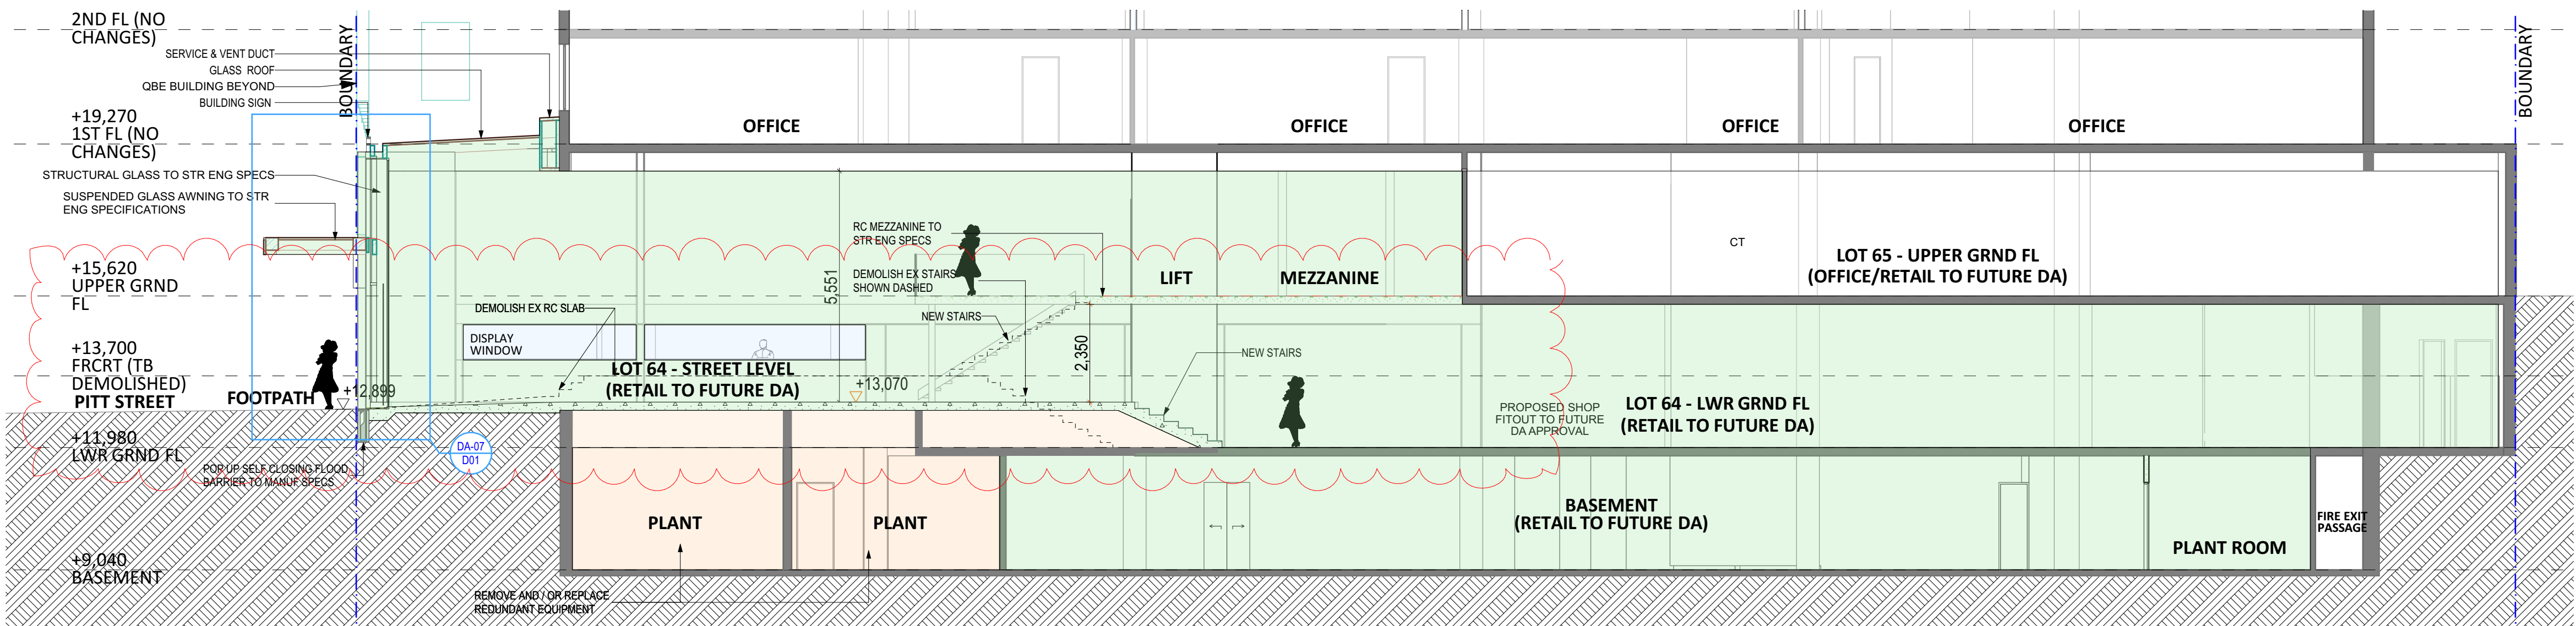 2ND FL (NO
CHANGES)
SERVICE & VENT DUCT
GLASS ROOF
QBE BUILDING BEYOND
BUILDING SIGN
BOUNDARY
BOUNDARY
+19,270
1ST FL (NO
CHANGES)
OFFICE
OFFICE
OFFICE
OFFICE
STRUCTURAL GLASS TO STR ENG SPECS
SUSPENDED GLASS AWNING TO STR
ENG SPECIFICATIONS
RC MEZZANINE TO
STR ENG SPECS
CT
LOT 65 - UPPER GRND FL
(OFFICE/RETAIL TO FUTURE DA)
+15,620
UPPER GRND
FL
5,551
DEMOLISH EX STAIRS
SHOWN DASHED
LIFT
MEZZANINE
DEMOLISH EX RC SLAB
NEW STAIRS
DISPLAY
WINDOW
2,350
NEW STAIRS
+13,700
FRCRT (TB
DEMOLISHED)
PITT STREET
FOOTPATH
+12,899
LOT 64 - STREET LEVEL
(RETAIL TO FUTURE DA)
+13,070
PROPOSED SHOP
FITOUT TO FUTURE
DA APPROVAL
LOT 64 - LWR GRND FL
(RETAIL TO FUTURE DA)
+11,980
LWR GRND FL
DA-07
D01
POP UP SELF CLOSING FLOOD
BARRIER TO MANUF SPECS
PLANT
PLANT
BASEMENT
(RETAIL TO FUTURE DA)
PLANT ROOM
FIRE EXIT
PASSAGE
+9,040
BASEMENT
REMOVE AND / OR REPLACE
REDUNDANT EQUIPMENT